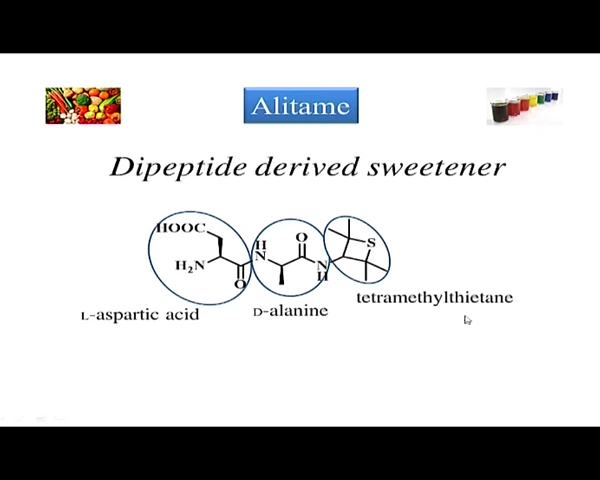 Alitame
Dipeptide derived sweetener
HOOC
H
N
O
S
H₂N
O
N
H
L-aspartic acid
D-alanine
tetramethylthietane